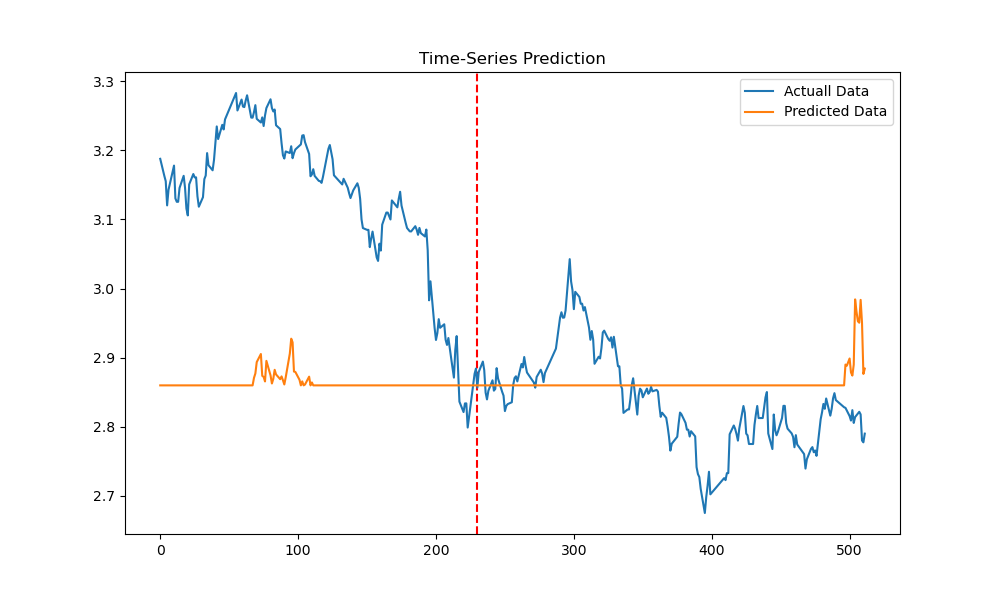 Time-Series Prediction
Actuall Data
Predicted Data
3.3
3.2
3.1
3.0
2.9
2.8
2.7
0 100 200 300 400 500